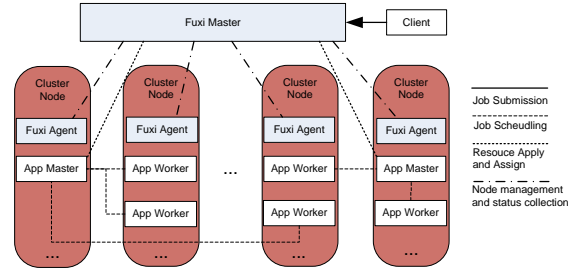 Fuxi Master
Client
Cluster
Node
Cluster
Node
Cluster
Node
Cluster
Node
Fuxi Agent
Fuxi Agent
Fuxi Agent
Fuxi Agent
App Master
App Worker
...
App Worker
App Master
App Worker
App Worker
App Worker
...
...
...
...
Job Submission
Job Scheudling
Resouce Apply
and Assign
Node management
and status collection